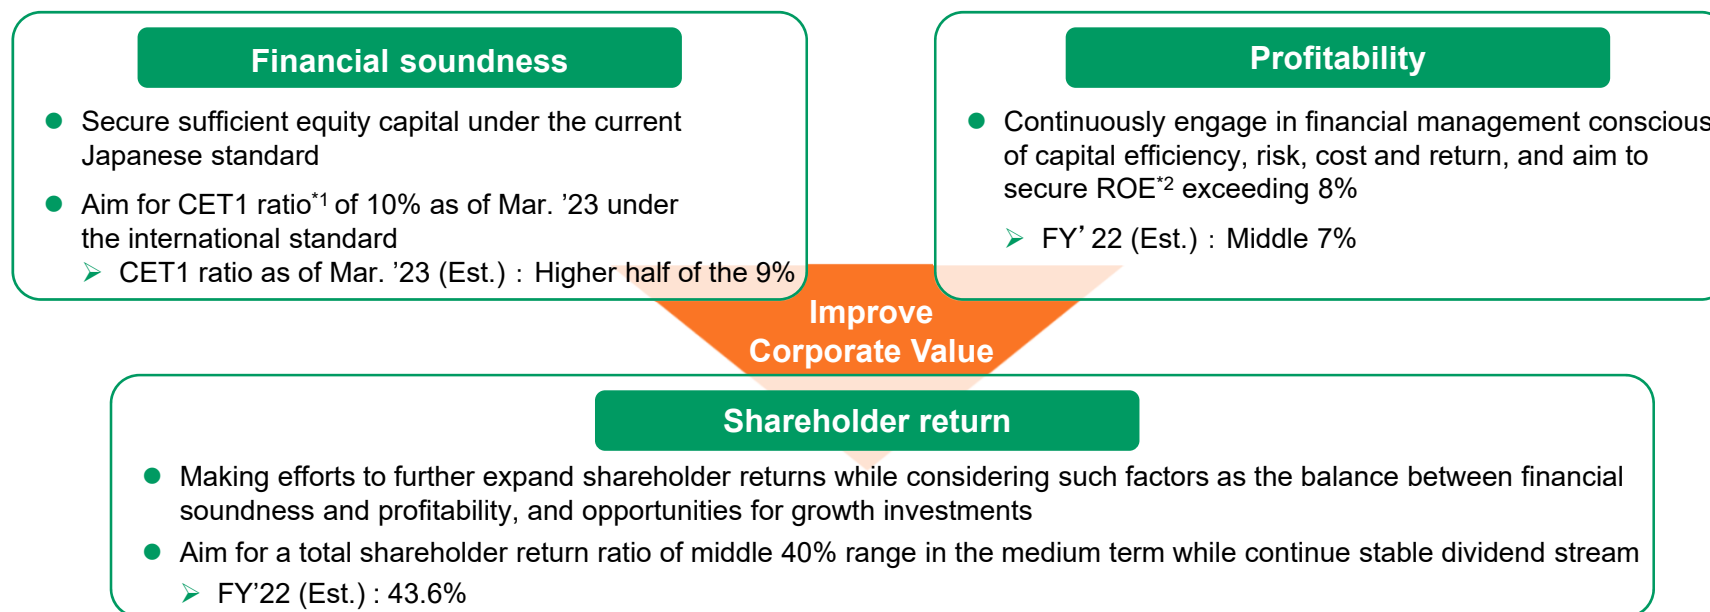 Financial soundness
● Secure sufficient equity capital under the current
Japanese standard
● Aim for CET1 ratio*1 of 10% as of Mar. ’23 under
the international standard
➢ CET1 ratio as of Mar. ’23 (Est.) : Higher half of the 9%
Profitability
● Continuously engage in financial management conscious
of capital efficiency, risk, cost and return, and aim to
secure ROE*2 exceeding 8%
➢ FY’ 22 (Est.) : Middle 7%
Improve
Corporate Value
Shareholder return
● Making efforts to further expand shareholder returns while considering such factors as the balance between financial
soundness and profitability, and opportunities for growth investments
● Aim for a total shareholder return ratio of middle 40% range in the medium term while continue stable dividend stream
➢ FY’22 (Est.) : 43.6%